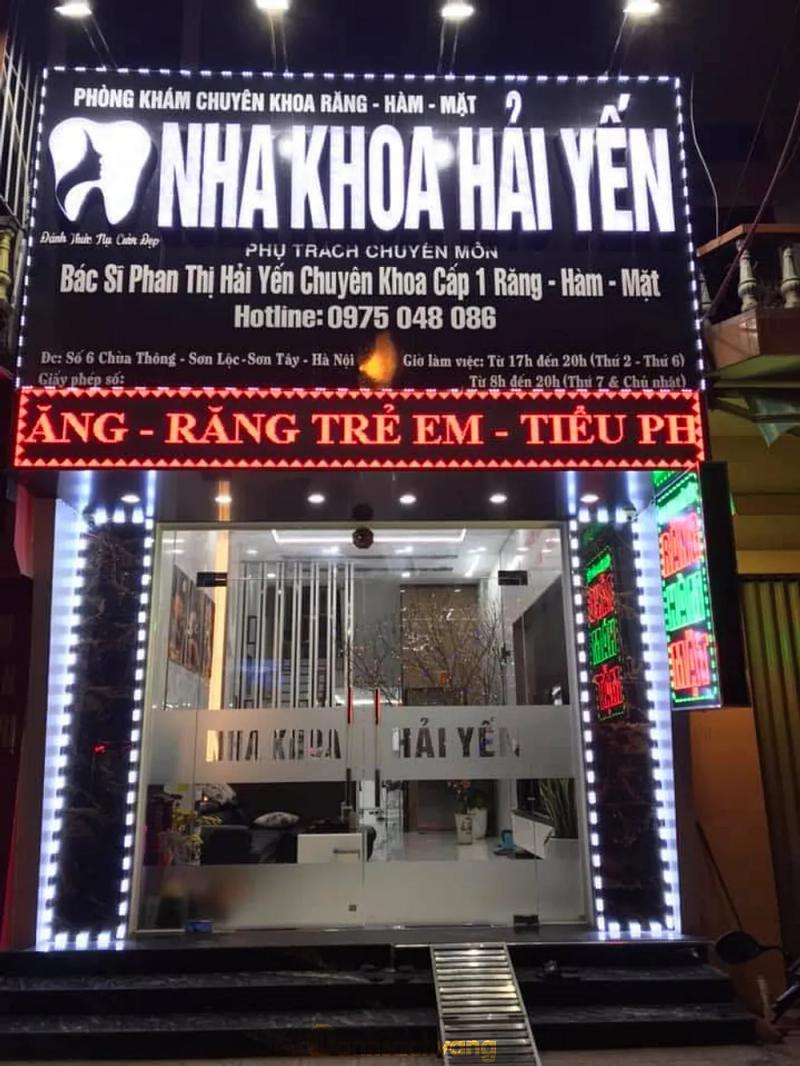 PHÒNG KHÁM CHUYÊN KHOA RĂNG - HÀM - MẶT
NHA KHOA HẢI YẾN
Đánh Thức Nụ Cười Đẹp
PHỤ TRÁCH CHUYÊN MÔN
Bác Sĩ Phan Thị Hải Yến Chuyên Khoa Cấp 1 Răng - Hàm - Mặt
Hotline: 0975 048 086
Đc: Số 6 Chùa Thông - Sơn Lộc-Sơn Tây - Hà Nội
Giờ làm việc: Từ 17h đến 20h (Thứ 2 - Thứ 6)
Giấy phép số:
Từ 8h đến 20h (Thứ 7 & Chủ nhật)
ĂNG - RĂNG TRẺ EM - TIỂU PH
RĂNG
HÀM
MẶT
NHA KHOA HẢI YẾN